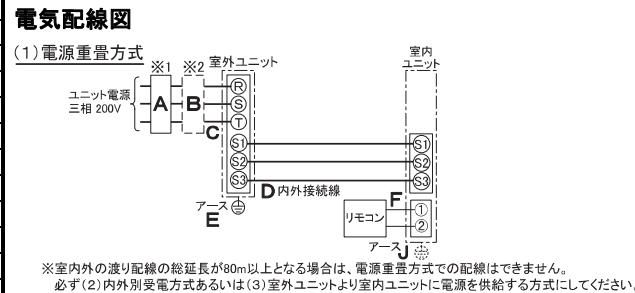 電気配線図
(1)電源重畳方式
※1 ※2 室外ユニット
室内
ユニット
ユニット電源
三相 200V
A
B
C
R
S
T
S1
S2
S3
S1
S2
S3
D 内外接続線
アース
E
F
リモコン
①
②
アース J
※室内外の渡り配線の総延長が80m以上となる場合は、電源重畳方式での配線はできません。
必ず(2)内外別受電方式あるいは(3)室外ユニットより室内ユニットに電源を供給する方式にしてください。